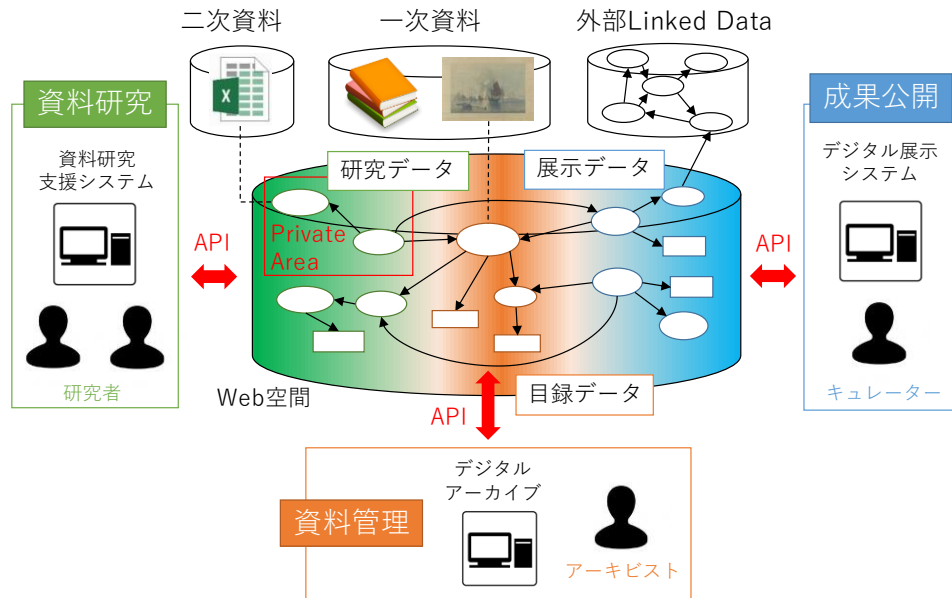 二次資料
一次資料
外部Linked Data
X
資料研究
資料研究
支援システム
研究者
API
研究データ
展示データ
Private
Area
Web空間
目録データ
API
API
成果公開
デジタル展示
システム
キュレーター
資料管理
デジタル
アーカイブ
アーキビスト